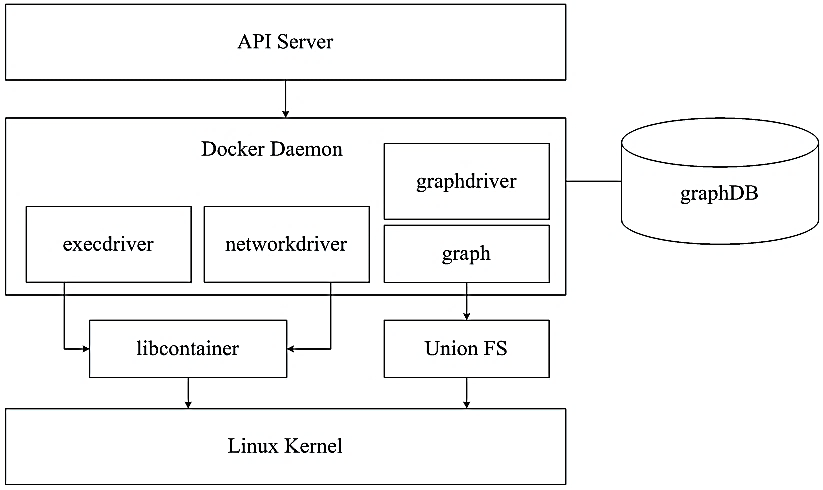 API Server
Docker Daemon
graphdriver
graphDB
execdriver
networkdriver
graph
libcontainer
Union FS
Linux Kernel